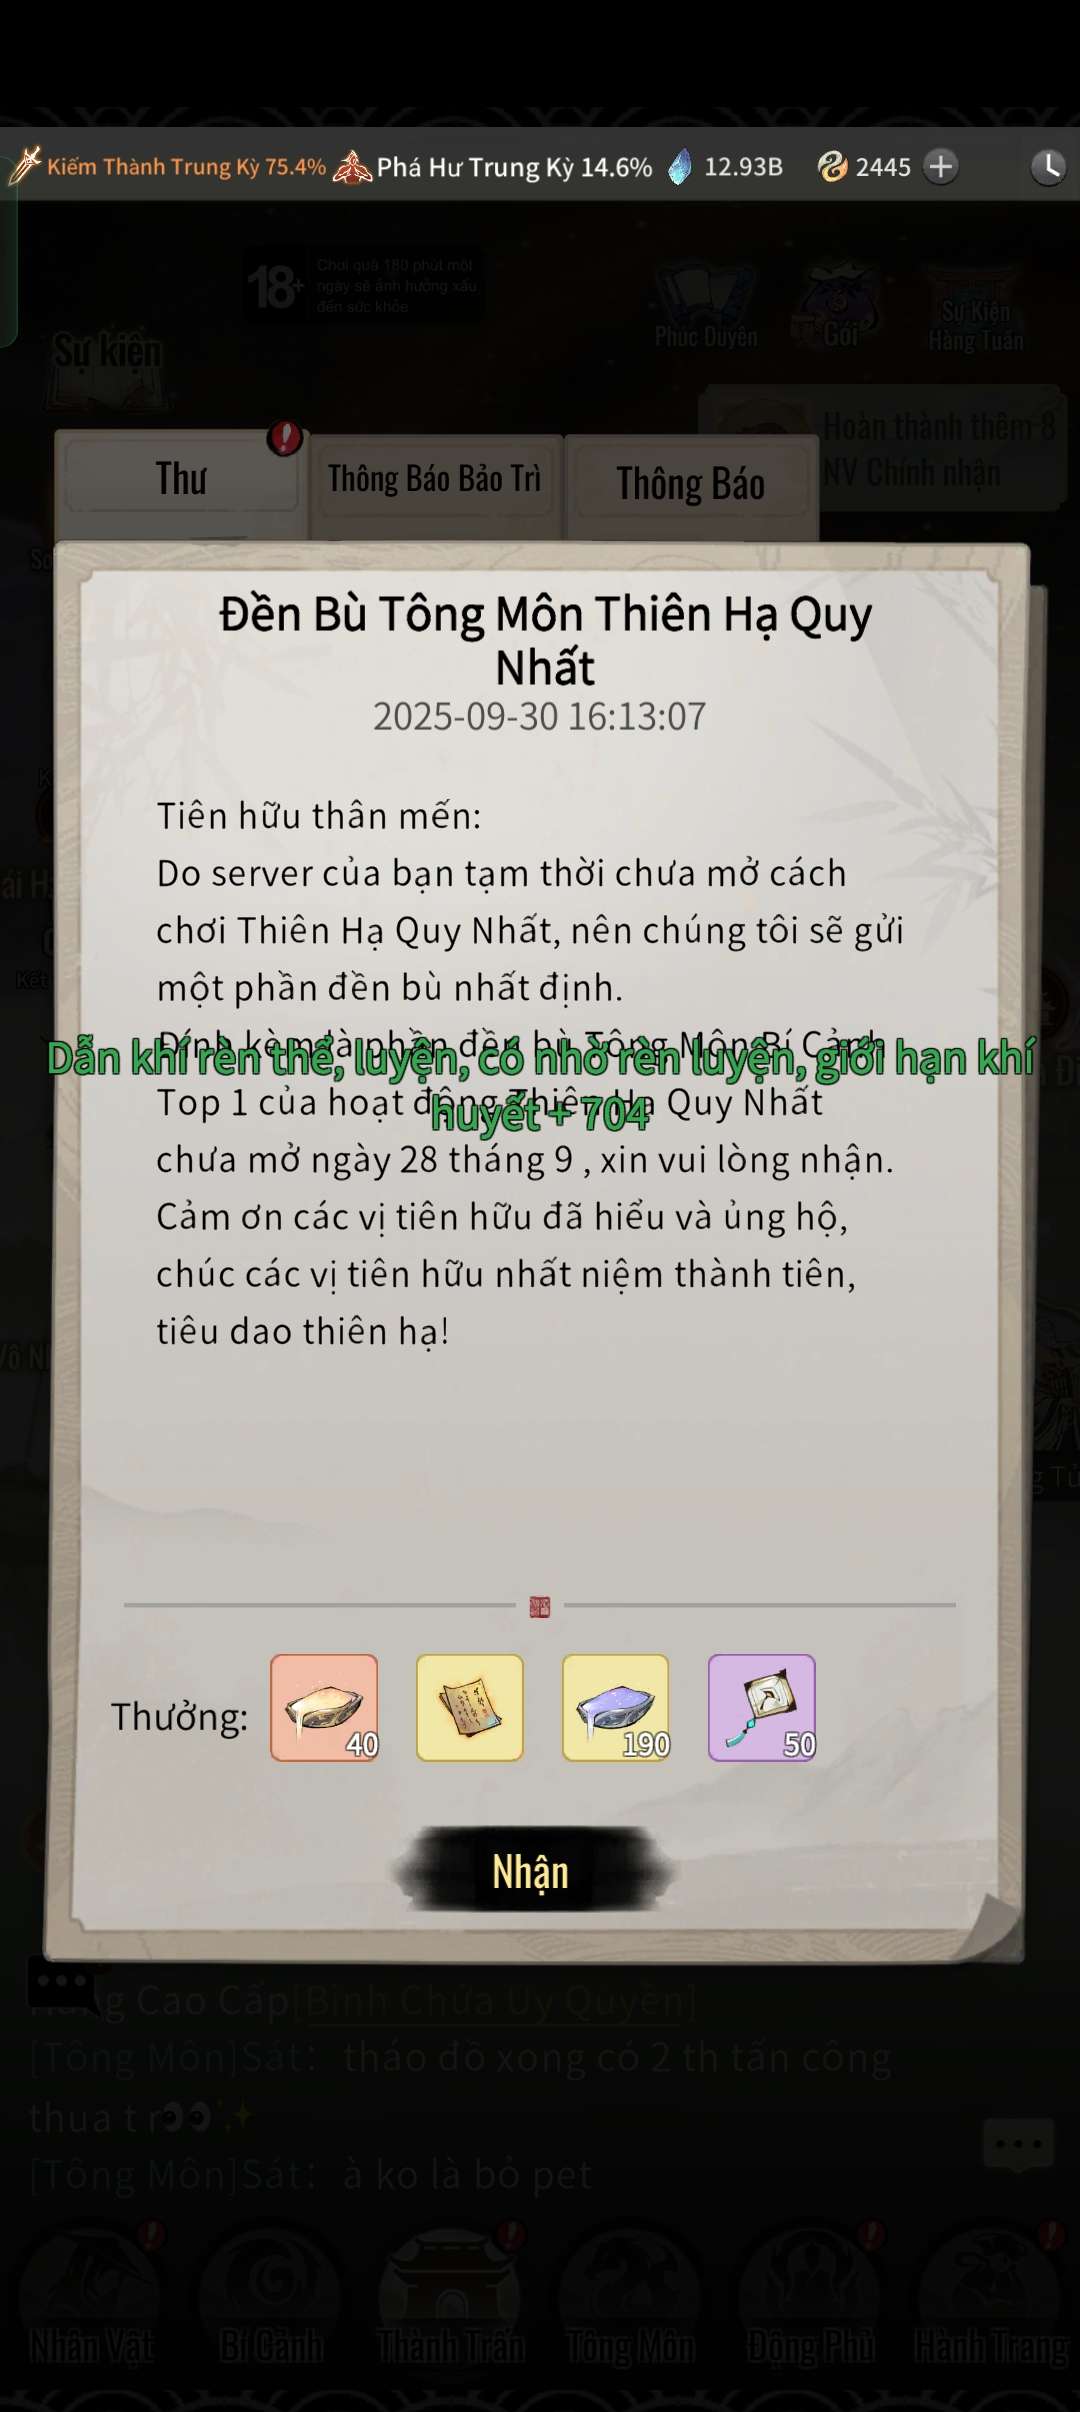 Kiếm Thành Trung Kỳ 75.4% Phá Hư Trung Kỳ 14.6% 12.93B 2445
18+ Chơi quá 180 phút một
ngày sẽ ảnh hưởng xấu
đến sức khỏe
Phúc Duyên Gói Sự Kiện
Hàng Tuần
Sự kiện
Hoàn thành thêm 8
NV Chính nhận
Thư Thông Báo Bảo Trì Thông Báo
Đền Bù Tông Môn Thiên Hạ Quy
Nhất
2025-09-30 16:13:07
Tiên hữu thân mến:
Do server của bạn tạm thời chưa mở cách
chơi Thiên Hạ Quy Nhất, nên chúng tôi sẽ gửi
một phần đền bù nhất định.
Đính kèm là phần đền bù Tông Môn Bí Cảnh
Dẫn khí rèn thể, luyện, có nhờ rèn luyện, giới hạn khí
Top 1 của hoạt động Thiên Hạ Quy Nhất
huyết + 704
chưa mở ngày 28 tháng 9 , xin vui lòng nhận.
Cảm ơn các vị tiên hữu đã hiểu và ủng hộ,
chúc các vị tiên hữu nhất niệm thành tiên,
tiêu dao thiên hạ!
Thưởng: 40 190 50
Nhận
Cao Cấp[Bình Chứa Uy Quyền]
[Tông Môn]Sát: tháo đồ xong có 2 th tấn công
thua t r👀✨
[Tông Môn]Sát: à ko là bỏ pet
Nhân Vật Bí Cảnh Thành Trấn Tông Môn Động Phủ Hành Trang